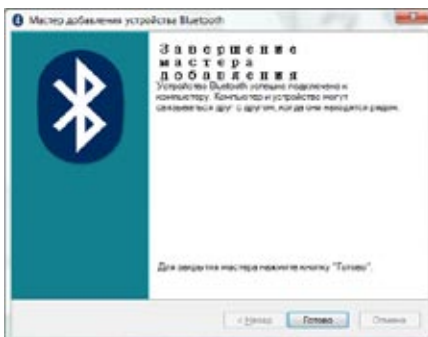 Мастер добавления устройства Bluetooth
Завершение
мастера
добавления
Устройство Bluetooth успешно подключено к
компьютеру. Компьютер и устройство могут
связываться друг с другом, когда они находятся рядом.
Для закрытия мастера нажмите кнопку "Готово".
< Назад
Готово
Отмена